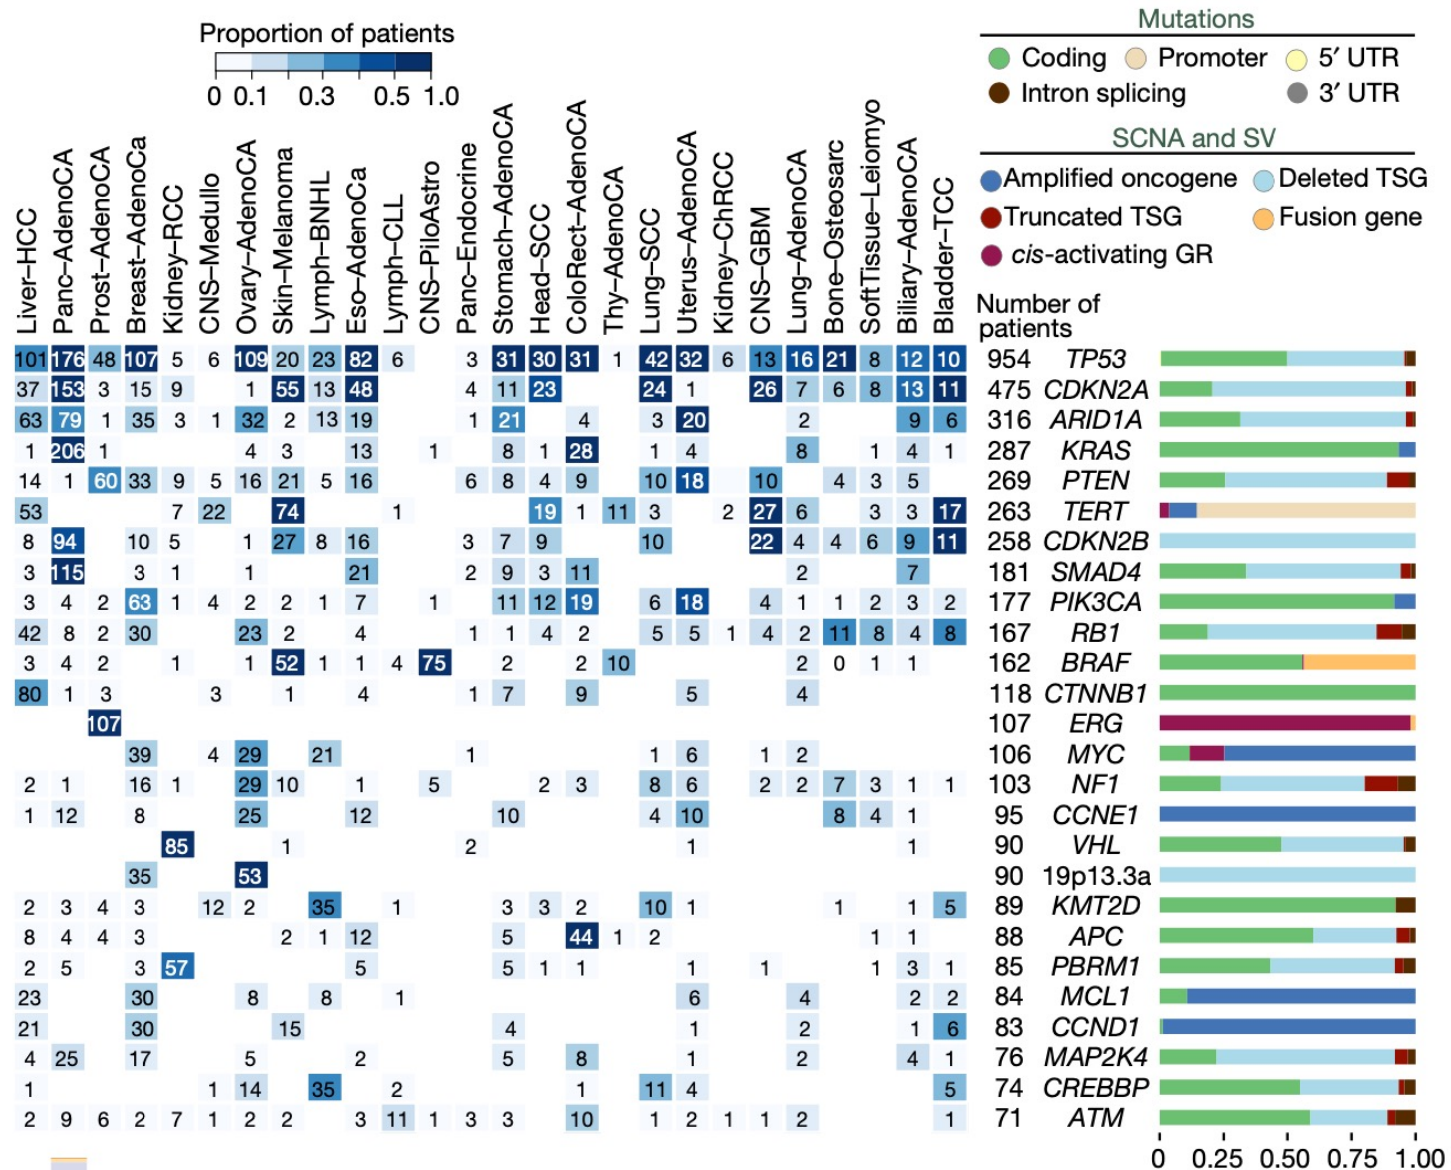 Proportion of patients
0 0.1 0.3 0.5 1.0
Mutations
Coding Promoter 5′ UTR
Intron splicing 3′ UTR
SCNA and SV
Amplified oncogene Deleted TSG
Truncated TSG Fusion gene
cis-activating GR
Liver–HCC
Panc–AdenoCA
Prost–AdenoCA
Breast–AdenoCa
Kidney–RCC
CNS–Medullo
Ovary–AdenoCA
Skin–Melanoma
Lymph–BNHL
Eso–AdenoCa
Lymph–CLL
CNS–PiloAstro
Panc–Endocrine
Stomach–AdenoCA
Head–SCC
ColoRect–AdenoCA
Thy–AdenoCA
Lung–SCC
Uterus–AdenoCA
Kidney–ChRCC
CNS–GBM
Lung–AdenoCA
Bone–Osteosarc
SoftTissue–Leiomyo
Biliary–AdenoCA
Bladder–TCC
Number of
patients
101 176 48 107 5 6 109 20 23 82 6 3 31 30 31 1 42 32 6 13 16 21 8 12 10 954 TP53
37 153 3 15 9 1 55 13 48 4 11 23 24 1 26 7 6 8 13 11 475 CDKN2A
63 79 1 35 3 1 32 2 13 19 1 21 4 3 20 2 9 6 316 ARID1A
1 206 1 4 3 13 1 8 1 28 1 4 8 1 4 1 287 KRAS
14 1 60 33 9 5 16 21 5 16 6 8 4 9 10 18 10 4 3 5 269 PTEN
53 7 22 74 1 19 1 11 3 2 27 6 3 3 17 263 TERT
8 94 10 5 1 27 8 16 3 7 9 10 22 4 4 6 9 11 258 CDKN2B
3 115 3 1 1 21 2 9 3 11 2 7 181 SMAD4
3 4 2 63 1 4 2 2 1 7 1 11 12 19 6 18 4 1 1 2 3 2 177 PIK3CA
42 8 2 30 23 2 4 1 1 4 2 5 5 1 4 2 11 8 4 8 167 RB1
3 4 2 1 1 52 1 1 4 75 2 2 10 2 0 1 1 162 BRAF
80 1 3 3 1 4 1 7 9 5 4 118 CTNNB1
107 107 ERG
39 4 29 21 1 1 6 1 2 106 MYC
2 1 16 1 29 10 1 5 2 3 8 6 2 2 7 3 1 1 103 NF1
1 12 8 25 12 10 4 10 8 4 1 95 CCNE1
85 1 2 1 1 90 VHL
35 53 90 19p13.3a
2 3 4 3 12 2 35 1 3 3 2 10 1 1 1 5 89 KMT2D
8 4 4 3 2 1 12 5 44 1 2 1 1 88 APC
2 5 3 57 5 5 1 1 1 1 1 3 1 85 PBRM1
23 30 8 8 1 6 4 2 2 84 MCL1
21 30 15 4 1 2 1 6 83 CCND1
4 25 17 5 2 5 8 1 2 4 1 76 MAP2K4
1 1 14 35 2 1 11 4 5 74 CREBBP
2 9 6 2 7 1 2 2 3 11 1 3 3 10 1 2 1 1 2 1 71 ATM
0 0.25 0.50 0.75 1.00